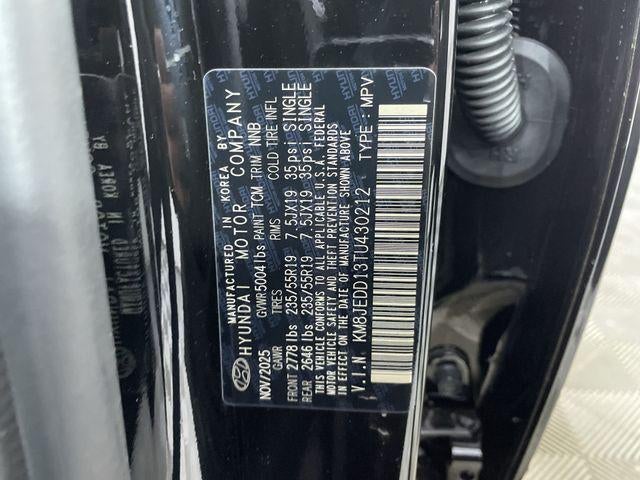 MANUFACTURED IN KOREA BY
HYUNDAI MOTOR COMPANY
NOV/2025 GVWR5004lbs PAINT TCM TRIM NNB
GAWR TIRES RIMS COLD TIRE INFL
FRONT 2778 lbs 235/55R19 7.5JX19 35psi SINGLE
REAR 2646 lbs 235/55R19 7.5JX19 35psi SINGLE
THIS VEHICLE CONFORMS TO ALL APPLICABLE U.S.A. FEDERAL
MOTOR VEHICLE SAFETY AND THEFT PREVENTION STANDARDS
IN EFFECT ON THE DATE OF MANUFACTURE SHOWN ABOVE
V.I.N KM8JEDD13TU430212 TYPE : MPV